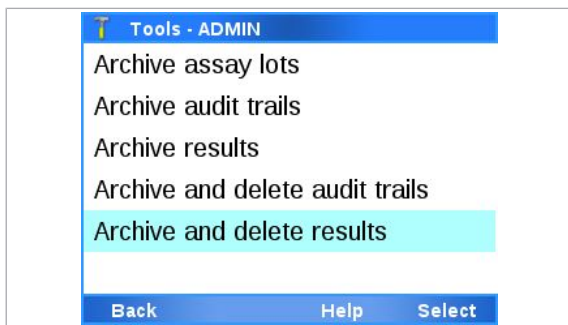 Tools - ADMIN
Archive assay lots
Archive audit trails
Archive results
Archive and delete audit trails
Archive and delete results
Back Help Select